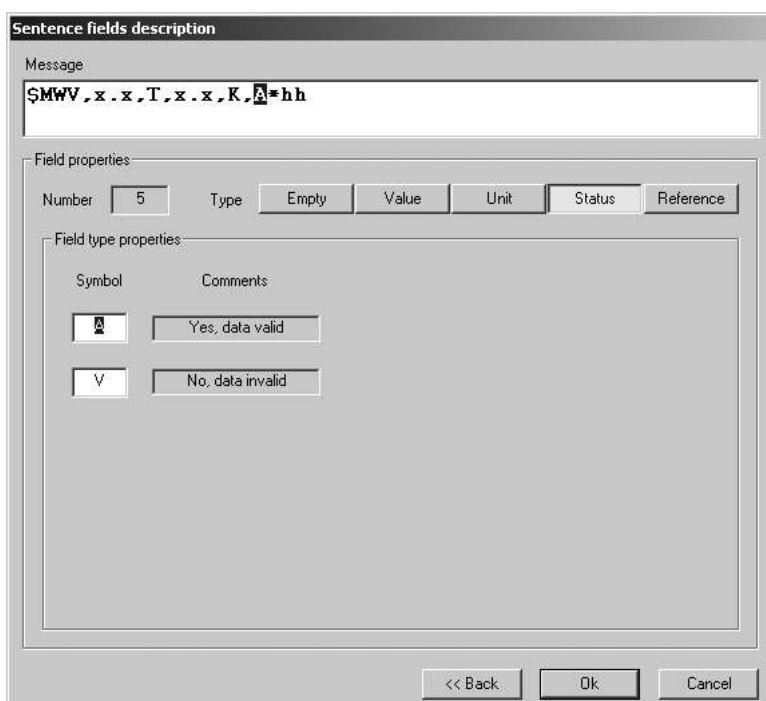 Sentence fields description
Message
$MWV,x.x,T,x.x,K,A*hh
Field properties
Number 5 Type Empty Value Unit Status Reference
Field type properties
Symbol Comments
A Yes, data valid
V No, data invalid
<< Back Ok Cancel